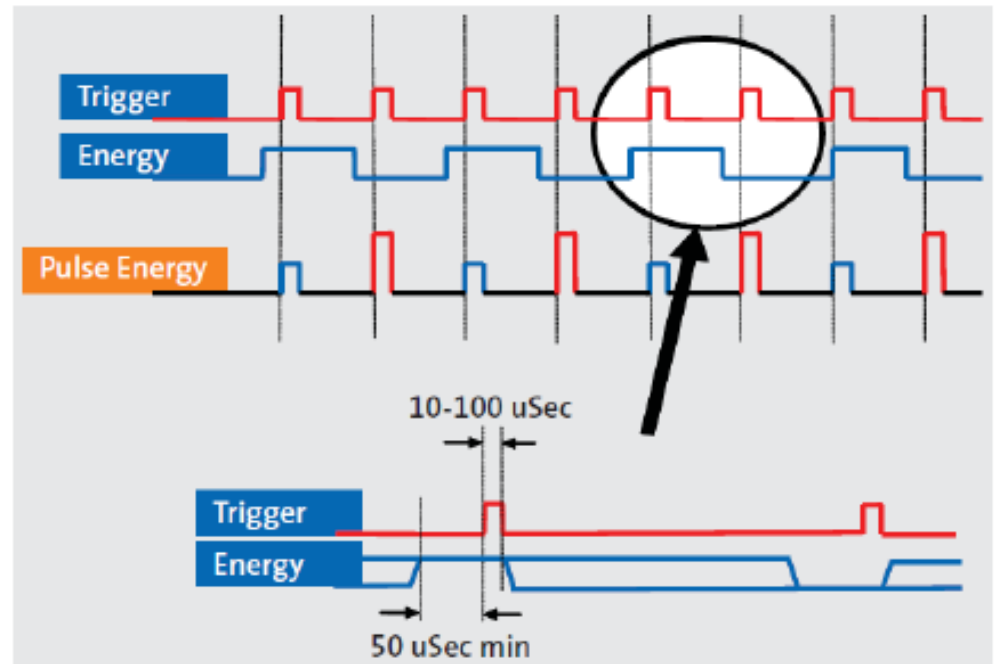 Trigger
Energy
Pulse Energy
10-100 uSec
Trigger
Energy
50 uSec min